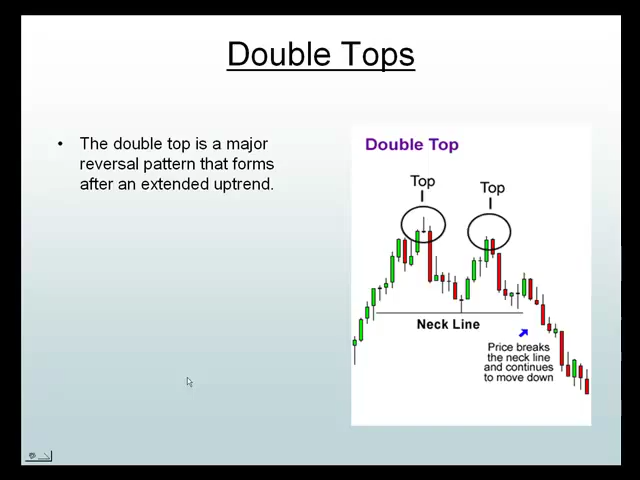 Double Tops
• The double top is a major
reversal pattern that forms
after an extended uptrend.
Double Top
Top
Top
Neck Line
Price breaks
the neck line
and continues
to move down